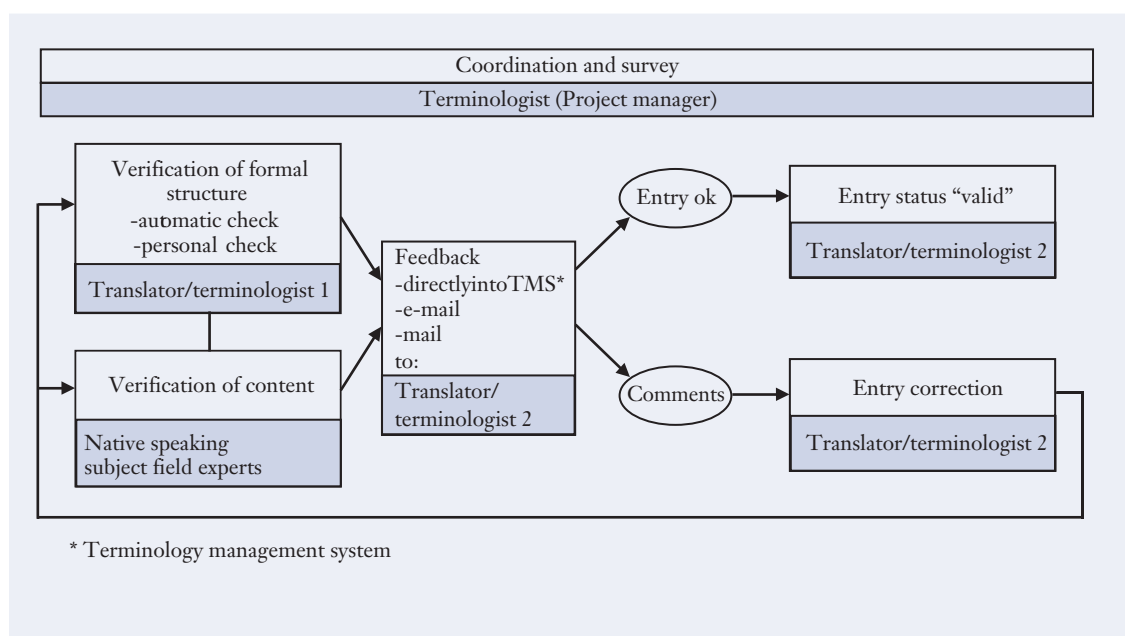 Coordination and survey
Terminologist (Project manager)
Verification of formal
structure
-automatic check
-personal check
Translator/terminologist 1
Verification of content
Native speaking
subject field experts
Feedback
-directlyintoTMS*
-e-mail
-mail
to:
Translator/
terminologist 2
Entry ok
Comments
Entry status “valid”
Translator/terminologist 2
Entry correction
Translator/terminologist 2
* Terminology management system